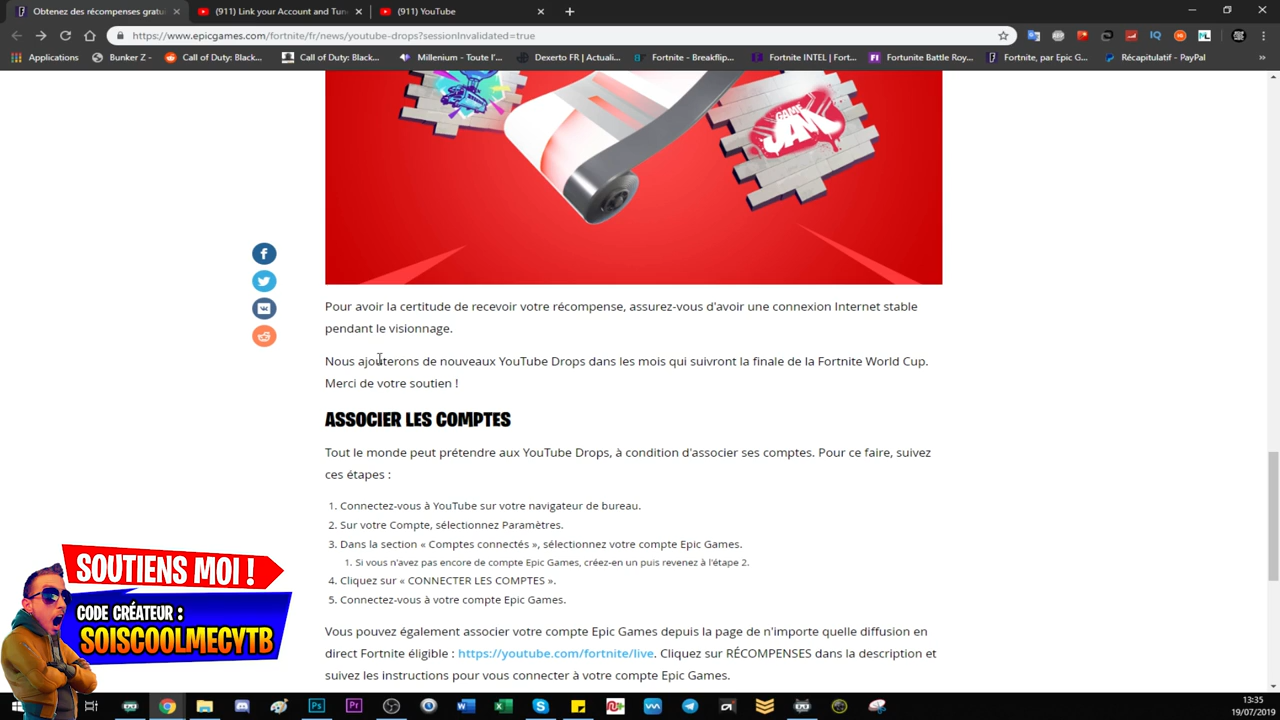 Obtenez des récompenses gratu
(911) Link your Account and Tun
(911) YouTube
https://www.epicgames.com/fortnite/fr/news/youtube-drops?sessionInvalidated=true
Applications
Bunker Z -
Call of Duty: Black...
Call of Duty: Black...
Millenium - Toute l'...
Dexerto FR | Actuali...
Fortnite - Breakflip...
Fortnite INTEL | Fort...
Fortunite Battle Roy...
Fortnite, par Epic G...
Récapitulatif - PayPal
»
GAME
JAM
Pour avoir la certitude de recevoir votre récompense, assurez-vous d'avoir une connexion Internet stable
pendant le visionnage.
Nous ajouterons de nouveaux YouTube Drops dans les mois qui suivront la finale de la Fortnite World Cup.
Merci de votre soutien !
ASSOCIER LES COMPTES
Tout le monde peut prétendre aux YouTube Drops, à condition d'associer ses comptes. Pour ce faire, suivez
ces étapes :
1. Connectez-vous à YouTube sur votre navigateur de bureau.
2. Sur votre Compte, sélectionnez Paramètres.
3. Dans la section « Comptes connectés », sélectionnez votre compte Epic Games.
1. Si vous n'avez pas encore de compte Epic Games, créez-en un puis revenez à l'étape 2.
4. Cliquez sur « CONNECTER LES COMPTES ».
5. Connectez-vous à votre compte Epic Games.
Vous pouvez également associer votre compte Epic Games depuis la page de n'importe quelle diffusion en
direct Fortnite éligible : https://youtube.com/fortnite/live. Cliquez sur RÉCOMPENSES dans la description et
suivez les instructions pour vous connecter à votre compte Epic Games.
SOUTIENS MOI !
CODE CRÉATEUR :
SOISCOOLMECYTB
13:35
19/07/2019